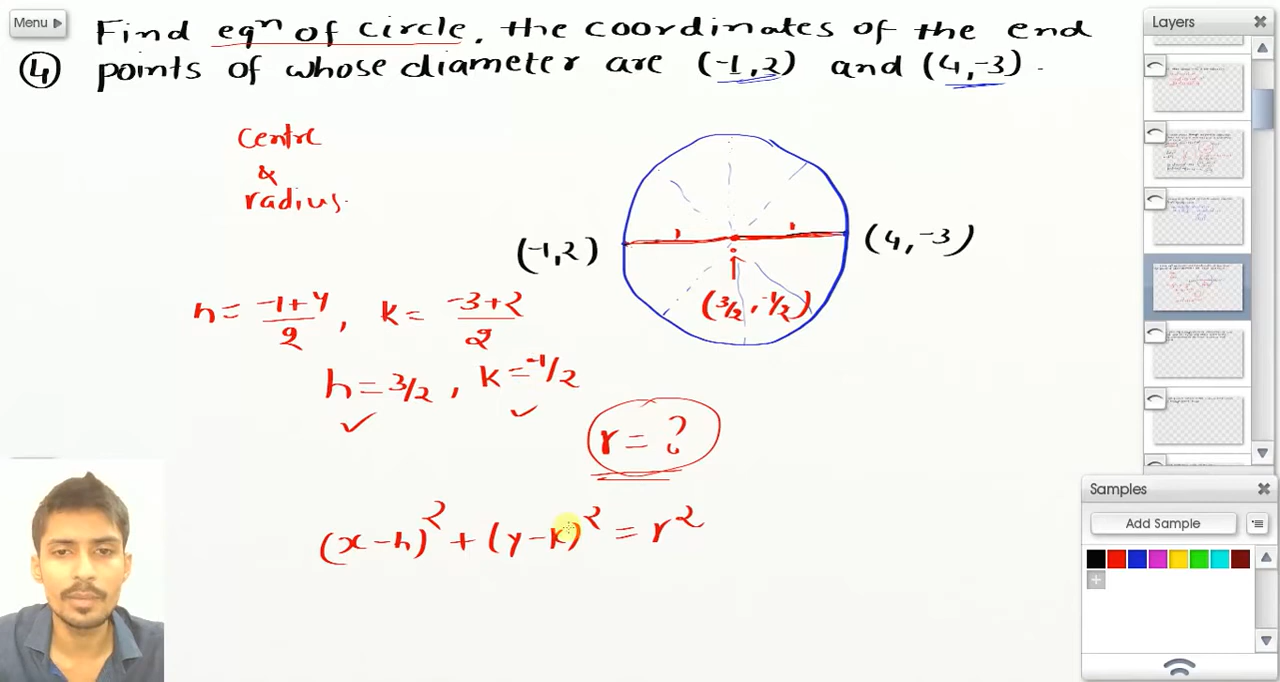 Menu
Find eqⁿ of circle, the coordinates of the end
④ points of whose diameter are (-1,2) and (4,-3).
centre
&
radius.
(-1,2)
(4,-3)
(3/2, -1/2)
h = (-1+4)/2, k = (-3+2)/2
h = 3/2, k = -1/2
r = ?
(x-h)² + (y-k)² = r²
Layers
Samples
Add Sample